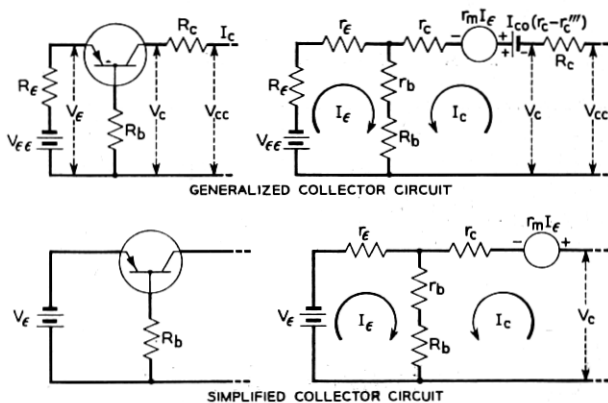 Rc Ic
Rε
Vε
Vc
Vcc
Rb
Vεε
rε rc rmIε Ico(rc-rc''')
- + + -
Rc
Rε
rb
Iε
Ic
Rb
Vc
Vcc
Vεε
GENERALIZED COLLECTOR CIRCUIT
Vε
Rb
rε rc rmIε
- +
rb
Vε
Iε
Ic
Rb
Vc
SIMPLIFIED COLLECTOR CIRCUIT